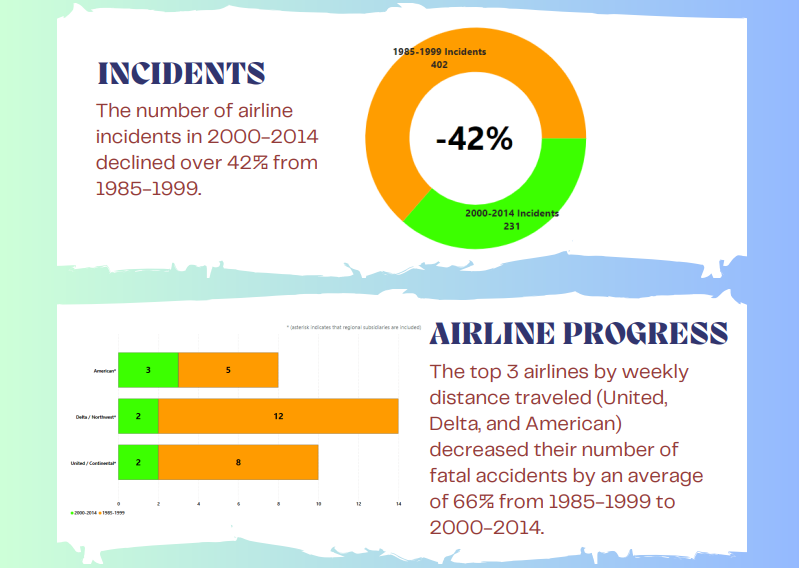 INCIDENTS
The number of airline
incidents in 2000-2014
declined over 42% from
1985-1999.
1985-1999 Incidents
402
-42%
2000-2014 Incidents
231
* (asterisk indicates that regional subsidiaries are included)
American*
3
5
Delta / Northwest*
2
12
United / Continental*
2
8
0 2 4 6 8 10 12 14
2000-2014 1985-1999
AIRLINE PROGRESS
The top 3 airlines by weekly
distance traveled (United,
Delta, and American)
decreased their number of
fatal accidents by an average
of 66% from 1985-1999 to
2000-2014.